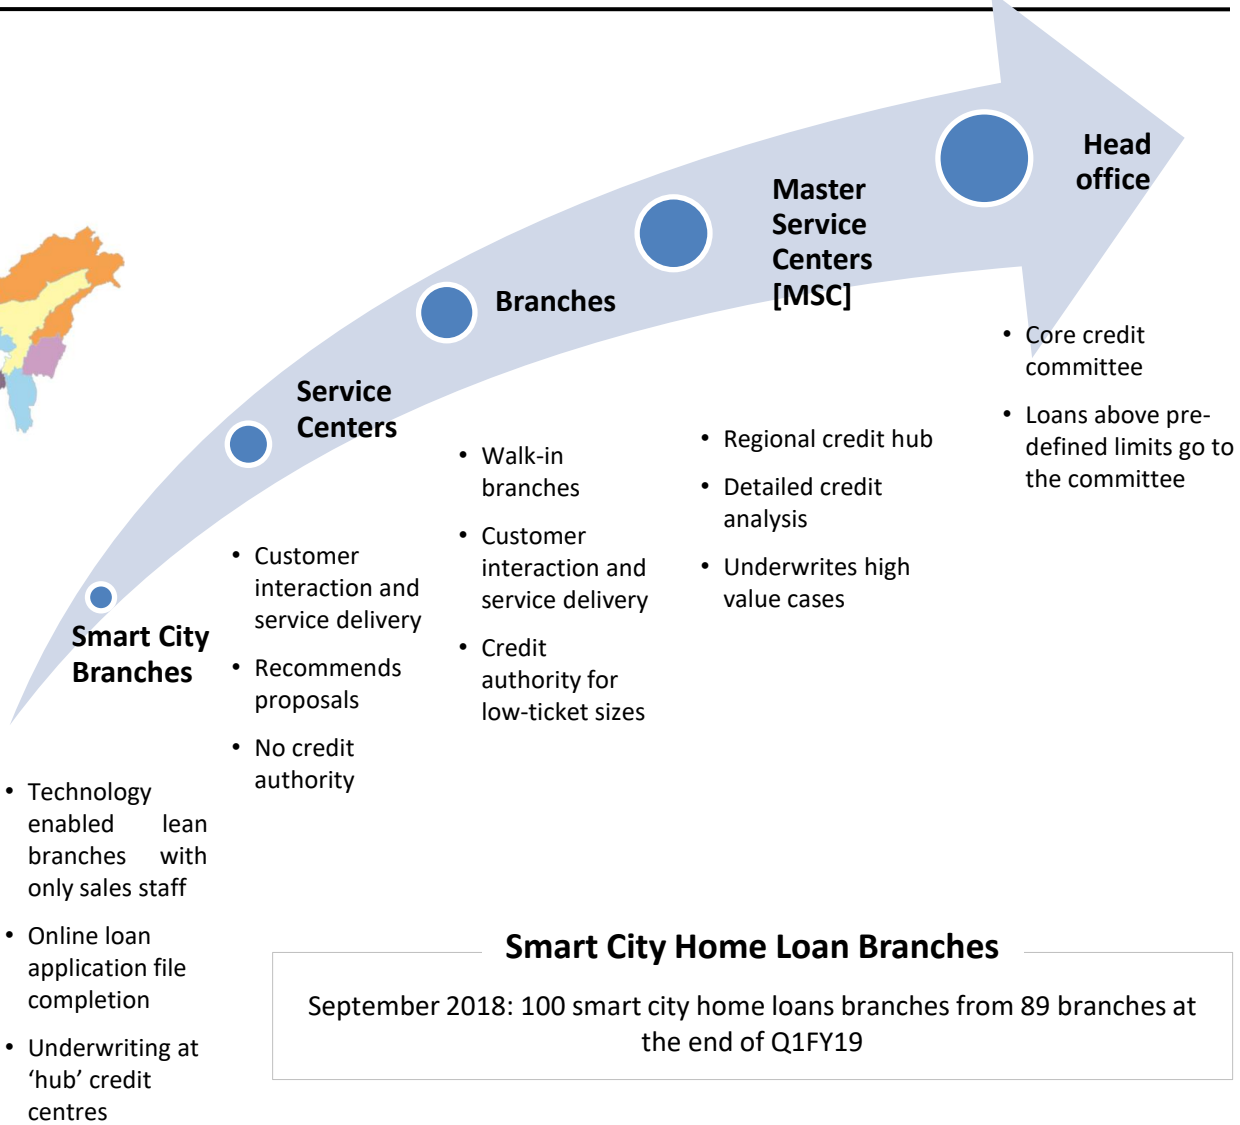 Head
office
Master
Service
Centers
[MSC]
Branches
Service
Centers
Smart City
Branches
• Technology
enabled lean
branches with
only sales staff
• Online loan
application file
completion
• Underwriting at
‘hub’ credit
centres
• Customer
interaction and
service delivery
• Recommends
proposals
• No credit
authority
• Walk-in
branches
• Customer
interaction and
service delivery
• Credit
authority for
low-ticket sizes
• Regional credit hub
• Detailed credit
analysis
• Underwrites high
value cases
• Core credit
committee
• Loans above pre-
defined limits go to
the committee
Smart City Home Loan Branches
September 2018: 100 smart city home loans branches from 89 branches at
the end of Q1FY19